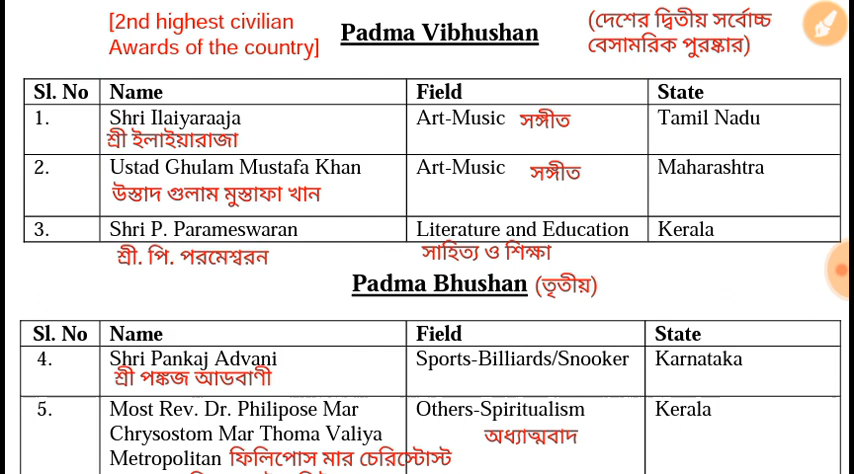 [2nd highest civilian
Awards of the country]
Padma Vibhushan
(দেশের দ্বিতীয় সর্বোচ্চ
বেসামরিক পুরষ্কার)
Sl. No Name Field State
1. Shri Ilaiyaraaja Art-Music সঙ্গীত Tamil Nadu
শ্রী ইলাইয়ারাজা
2. Ustad Ghulam Mustafa Khan Art-Music সঙ্গীত Maharashtra
উস্তাদ গুলাম মুস্তাফা খান
3. Shri P. Parameswaran Literature and Education Kerala
শ্রী. পি. পরমেশ্বরন সাহিত্য ও শিক্ষা
Padma Bhushan (তৃতীয়)
Sl. No Name Field State
4. Shri Pankaj Advani Sports-Billiards/Snooker Karnataka
শ্রী পঙ্কজ আডবাণী
5. Most Rev. Dr. Philipose Mar Others-Spiritualism Kerala
Chrysostom Mar Thoma Valiya অধ্যাত্মবাদ
Metropolitan ফিলিপোস মার চেরিস্টোস্ট